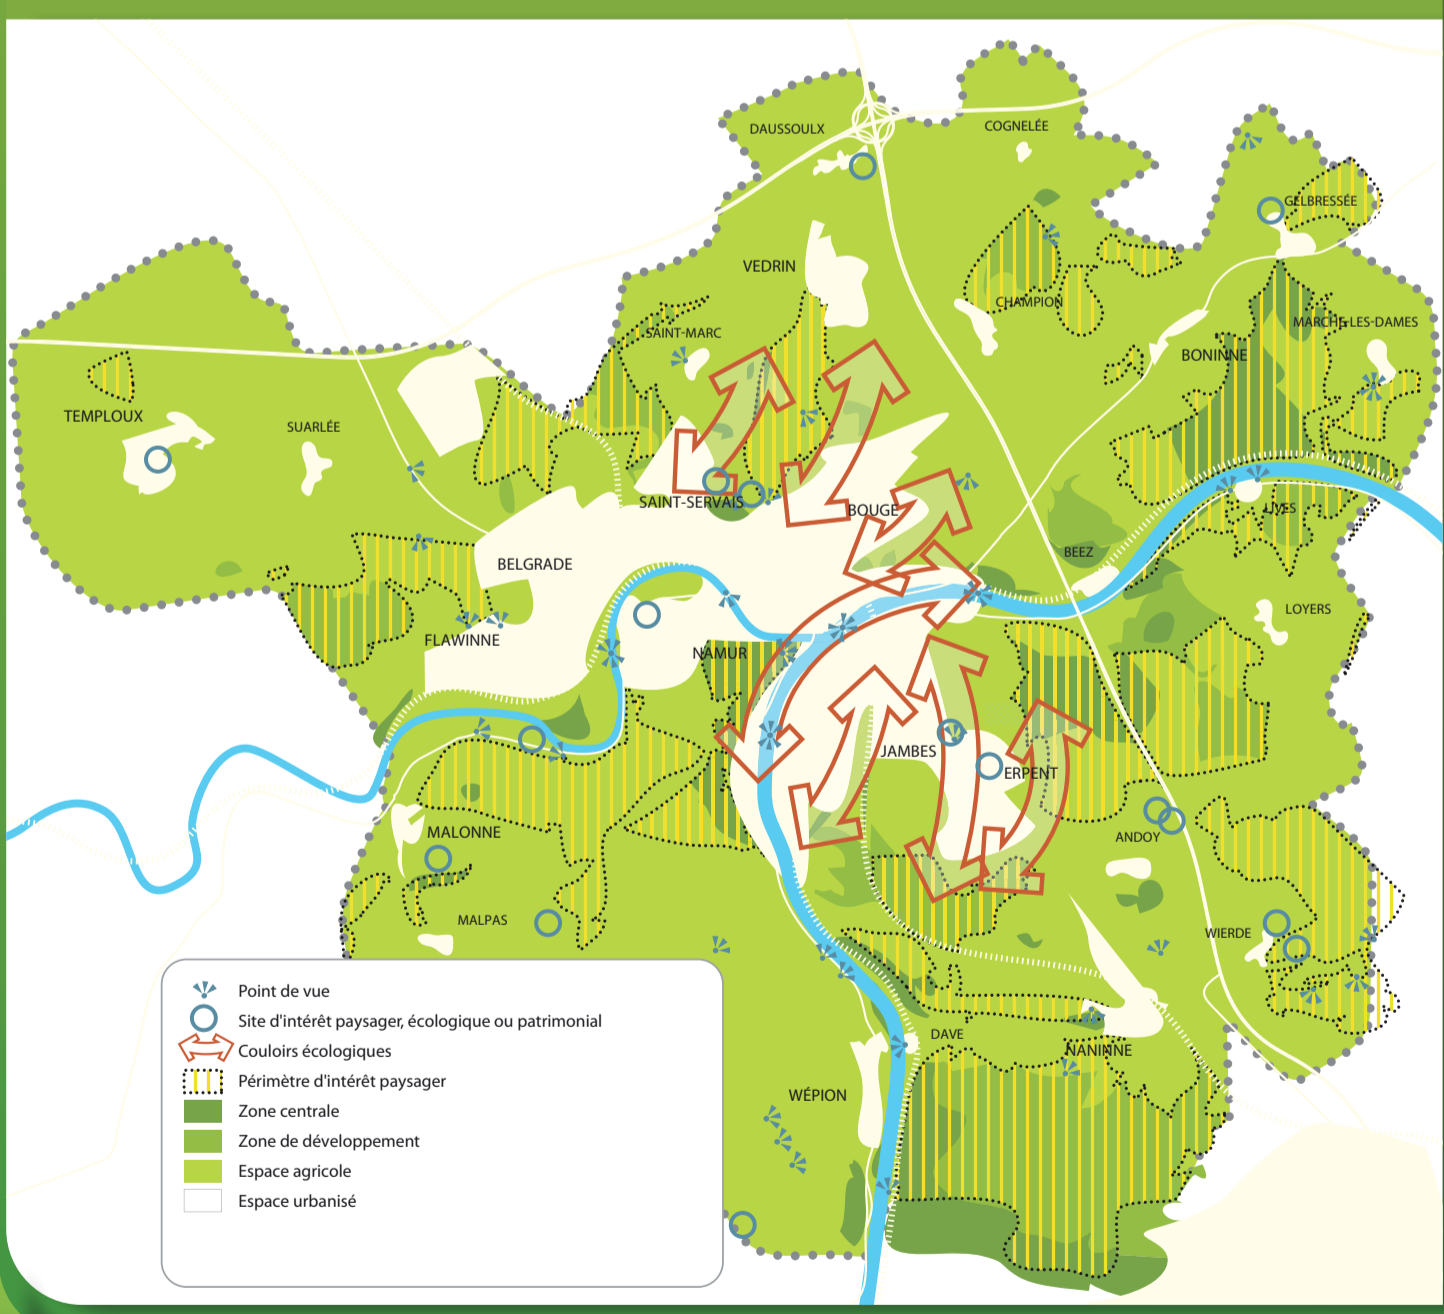 DAUSSOULX
COGNELÉE
GELBRESSÉE
VEDRIN
CHAMPION
SAINT-MARC
MARCHE-LES-DAMES
BONINNE
TEMPLOUX
SUARLÉE
SAINT-SERVAIS
BOUGE
LIVES
BEEZ
BELGRADE
LOYERS
FLAWINNE
NAMUR
JAMBES
ERPENT
MALONNE
ANDOY
MALPAS
WIERDE
DAVE
NANINNE
WÉPION
Point de vue
Site d'intérêt paysager, écologique ou patrimonial
Couloirs écologiques
Périmètre d'intérêt paysager
Zone centrale
Zone de développement
Espace agricole
Espace urbanisé